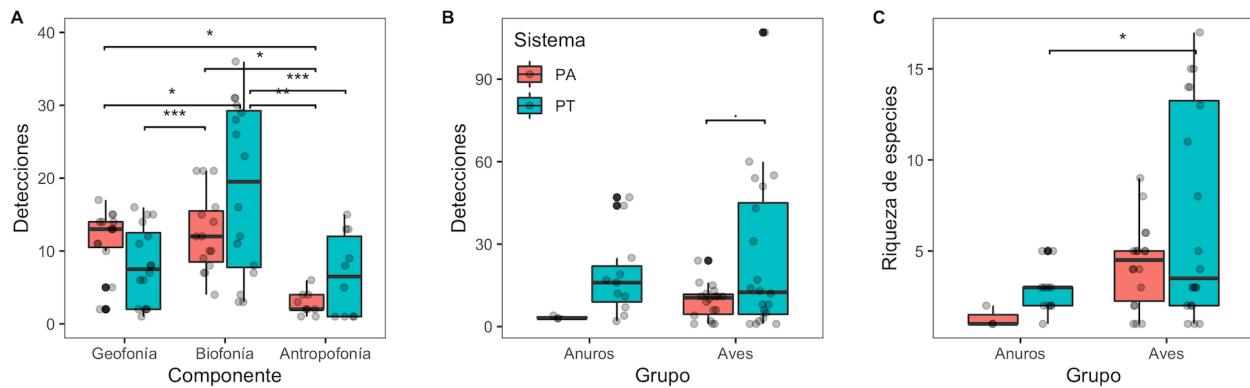 A
Detecciones
40
30
20
10
0
*
*
***
*
**
***
Geofonía Biofonía Antropofonía
Componente
B
Detecciones
90
60
30
0
Sistema
PA
PT
.
Anuros Aves
Grupo
C
Riqueza de especies
15
10
5
*
Anuros Aves
Grupo